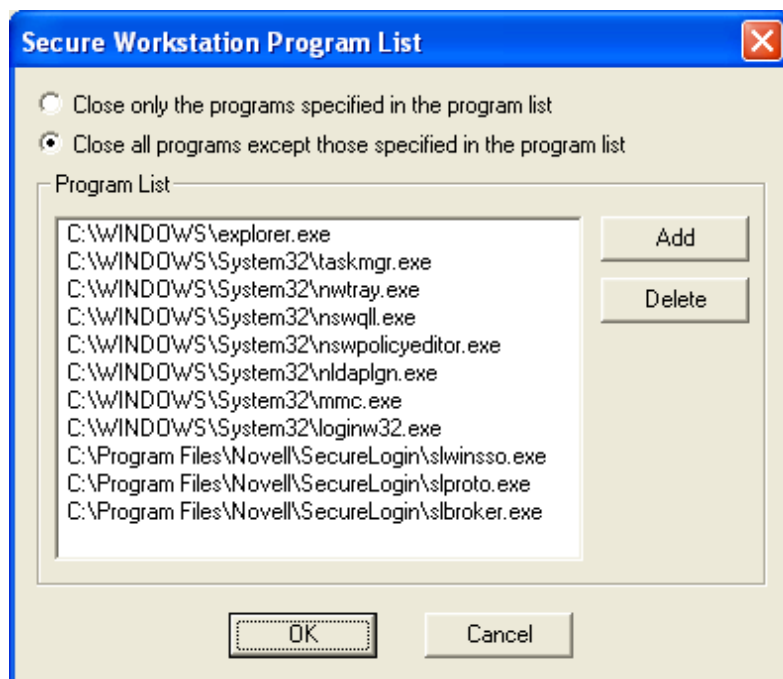 Secure Workstation Program List
Close only the programs specified in the program list
Close all programs except those specified in the program list
Program List
C:\WINDOWS\explorer.exe
C:\WINDOWS\System32\taskmgr.exe
C:\WINDOWS\System32\nwtray.exe
C:\WINDOWS\System32\nswqll.exe
C:\WINDOWS\System32\nswpolicyeditor.exe
C:\WINDOWS\System32\nldaplgn.exe
C:\WINDOWS\System32\mmc.exe
C:\WINDOWS\System32\loginw32.exe
C:\Program Files\Novell\SecureLogin\slwinsso.exe
C:\Program Files\Novell\SecureLogin\slproto.exe
C:\Program Files\Novell\SecureLogin\slbroker.exe
Add
Delete
OK
Cancel